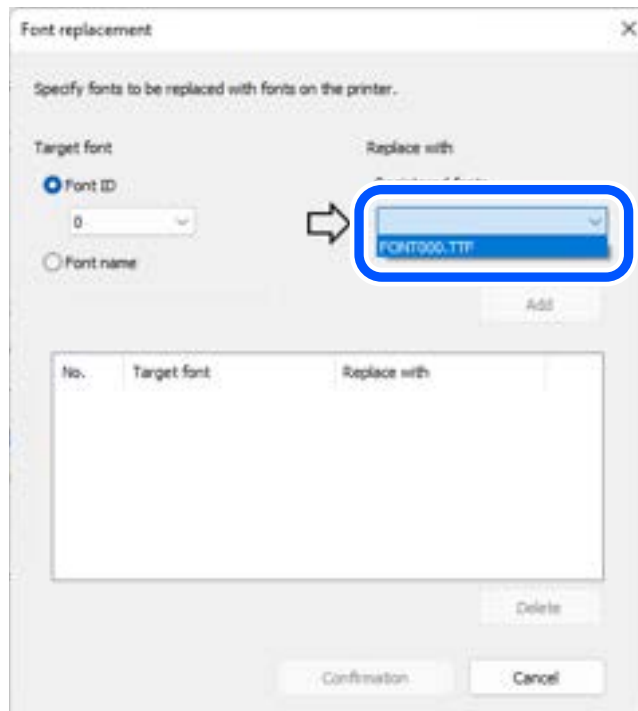 Font replacement
Specify fonts to be replaced with fonts on the printer.
Target font
Replace with
Font ID
0
FONT000.TTF
Font name
Add
No. Target font Replace with
Delete
Confirmation Cancel